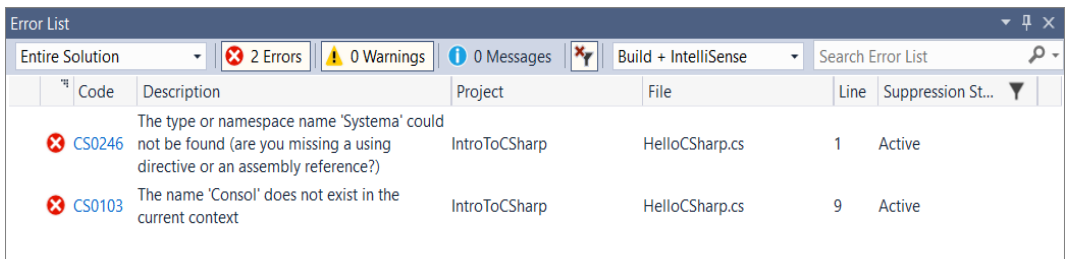 Error List
Entire Solution 2 Errors 0 Warnings 0 Messages Build + IntelliSense Search Error List
Code Description Project File Line Suppression St...
The type or namespace name 'Systema' could
CS0246 not be found (are you missing a using IntroToCSharp HelloCSharp.cs 1 Active
directive or an assembly reference?)
The name 'Consol' does not exist in the
CS0103 current context IntroToCSharp HelloCSharp.cs 9 Active